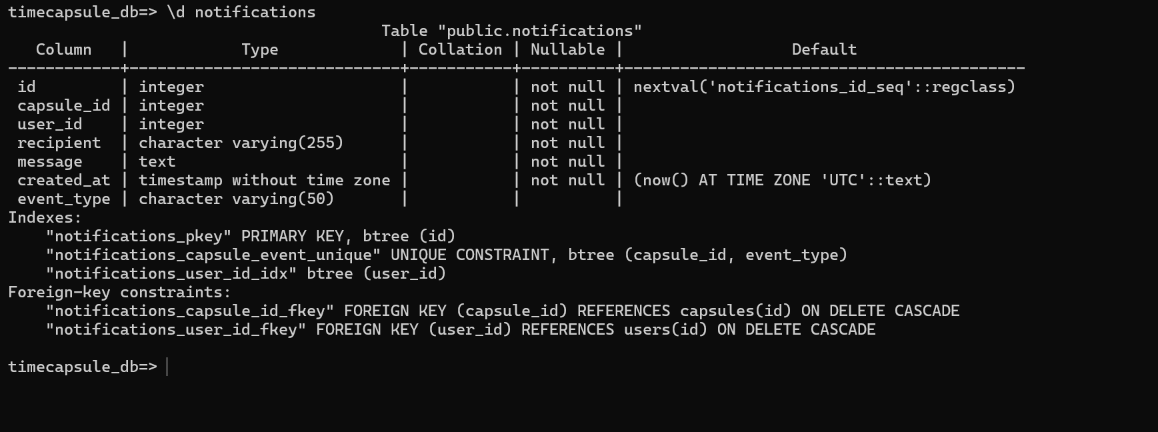 timecapsule_db=> \d notifications
                                        Table "public.notifications"
   Column   |            Type             | Collation | Nullable |                  Default
------------+-----------------------------+-----------+----------+-------------------------------------------
 id         | integer                     |           | not null | nextval('notifications_id_seq'::regclass)
 capsule_id | integer                     |           | not null |
 user_id    | integer                     |           | not null |
 recipient  | character varying(255)      |           | not null |
 message    | text                        |           | not null |
 created_at | timestamp without time zone |           | not null | (now() AT TIME ZONE 'UTC'::text)
 event_type | character varying(50)       |           |          |
Indexes:
    "notifications_pkey" PRIMARY KEY, btree (id)
    "notifications_capsule_event_unique" UNIQUE CONSTRAINT, btree (capsule_id, event_type)
    "notifications_user_id_idx" btree (user_id)
Foreign-key constraints:
    "notifications_capsule_id_fkey" FOREIGN KEY (capsule_id) REFERENCES capsules(id) ON DELETE CASCADE
    "notifications_user_id_fkey" FOREIGN KEY (user_id) REFERENCES users(id) ON DELETE CASCADE

timecapsule_db=>